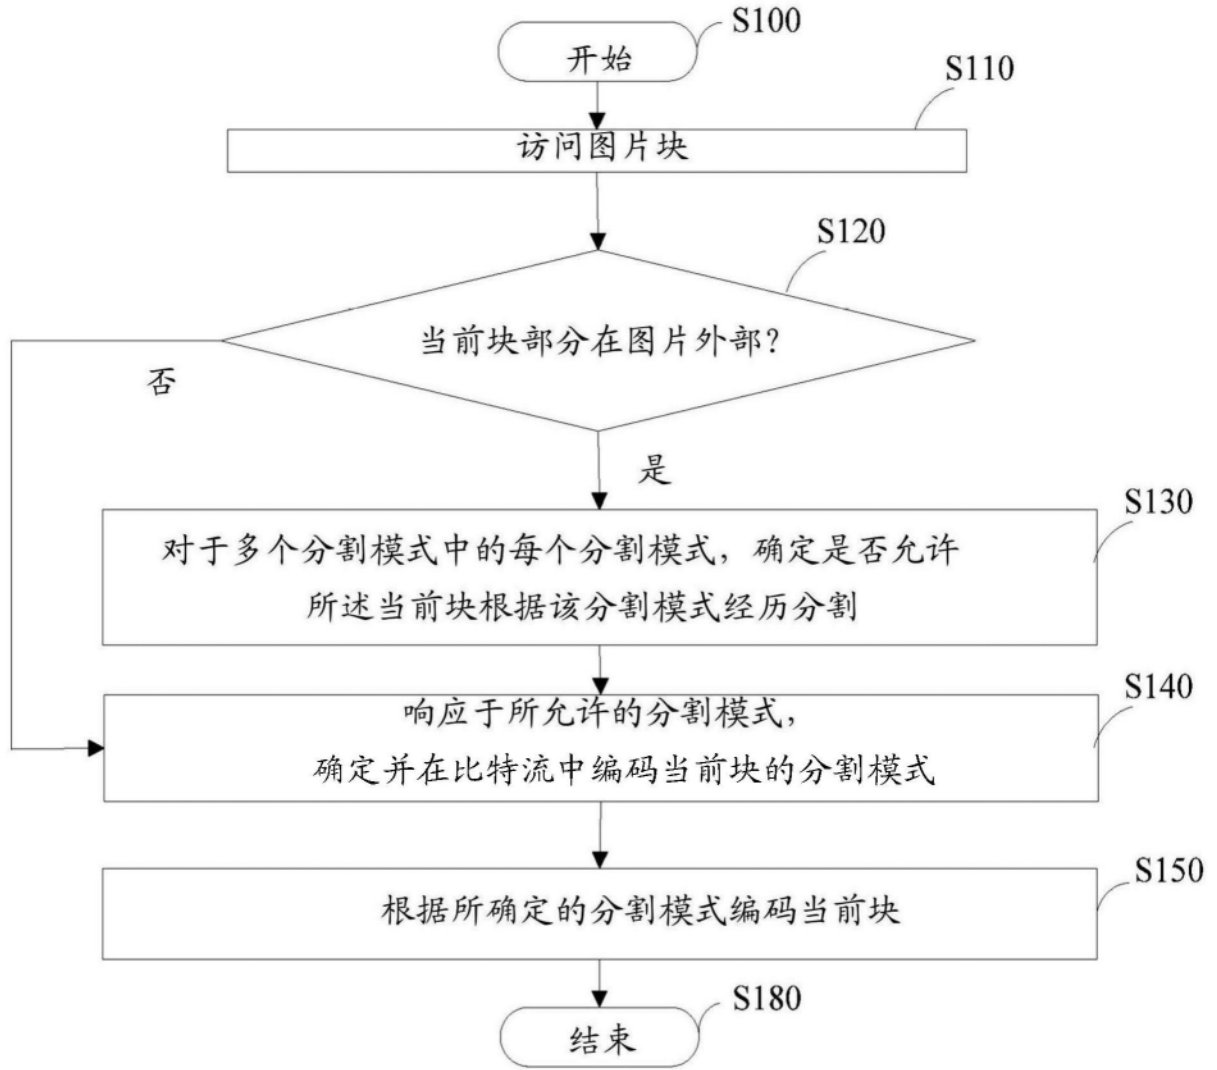 S100
开始
S110
访问图片块
S120
当前块部分在图片外部?
否
是
S130
对于多个分割模式中的每个分割模式，确定是否允许
所述当前块根据该分割模式经历分割
S140
响应于所允许的分割模式，
确定并在比特流中编码当前块的分割模式
S150
根据所确定的分割模式编码当前块
S180
结束